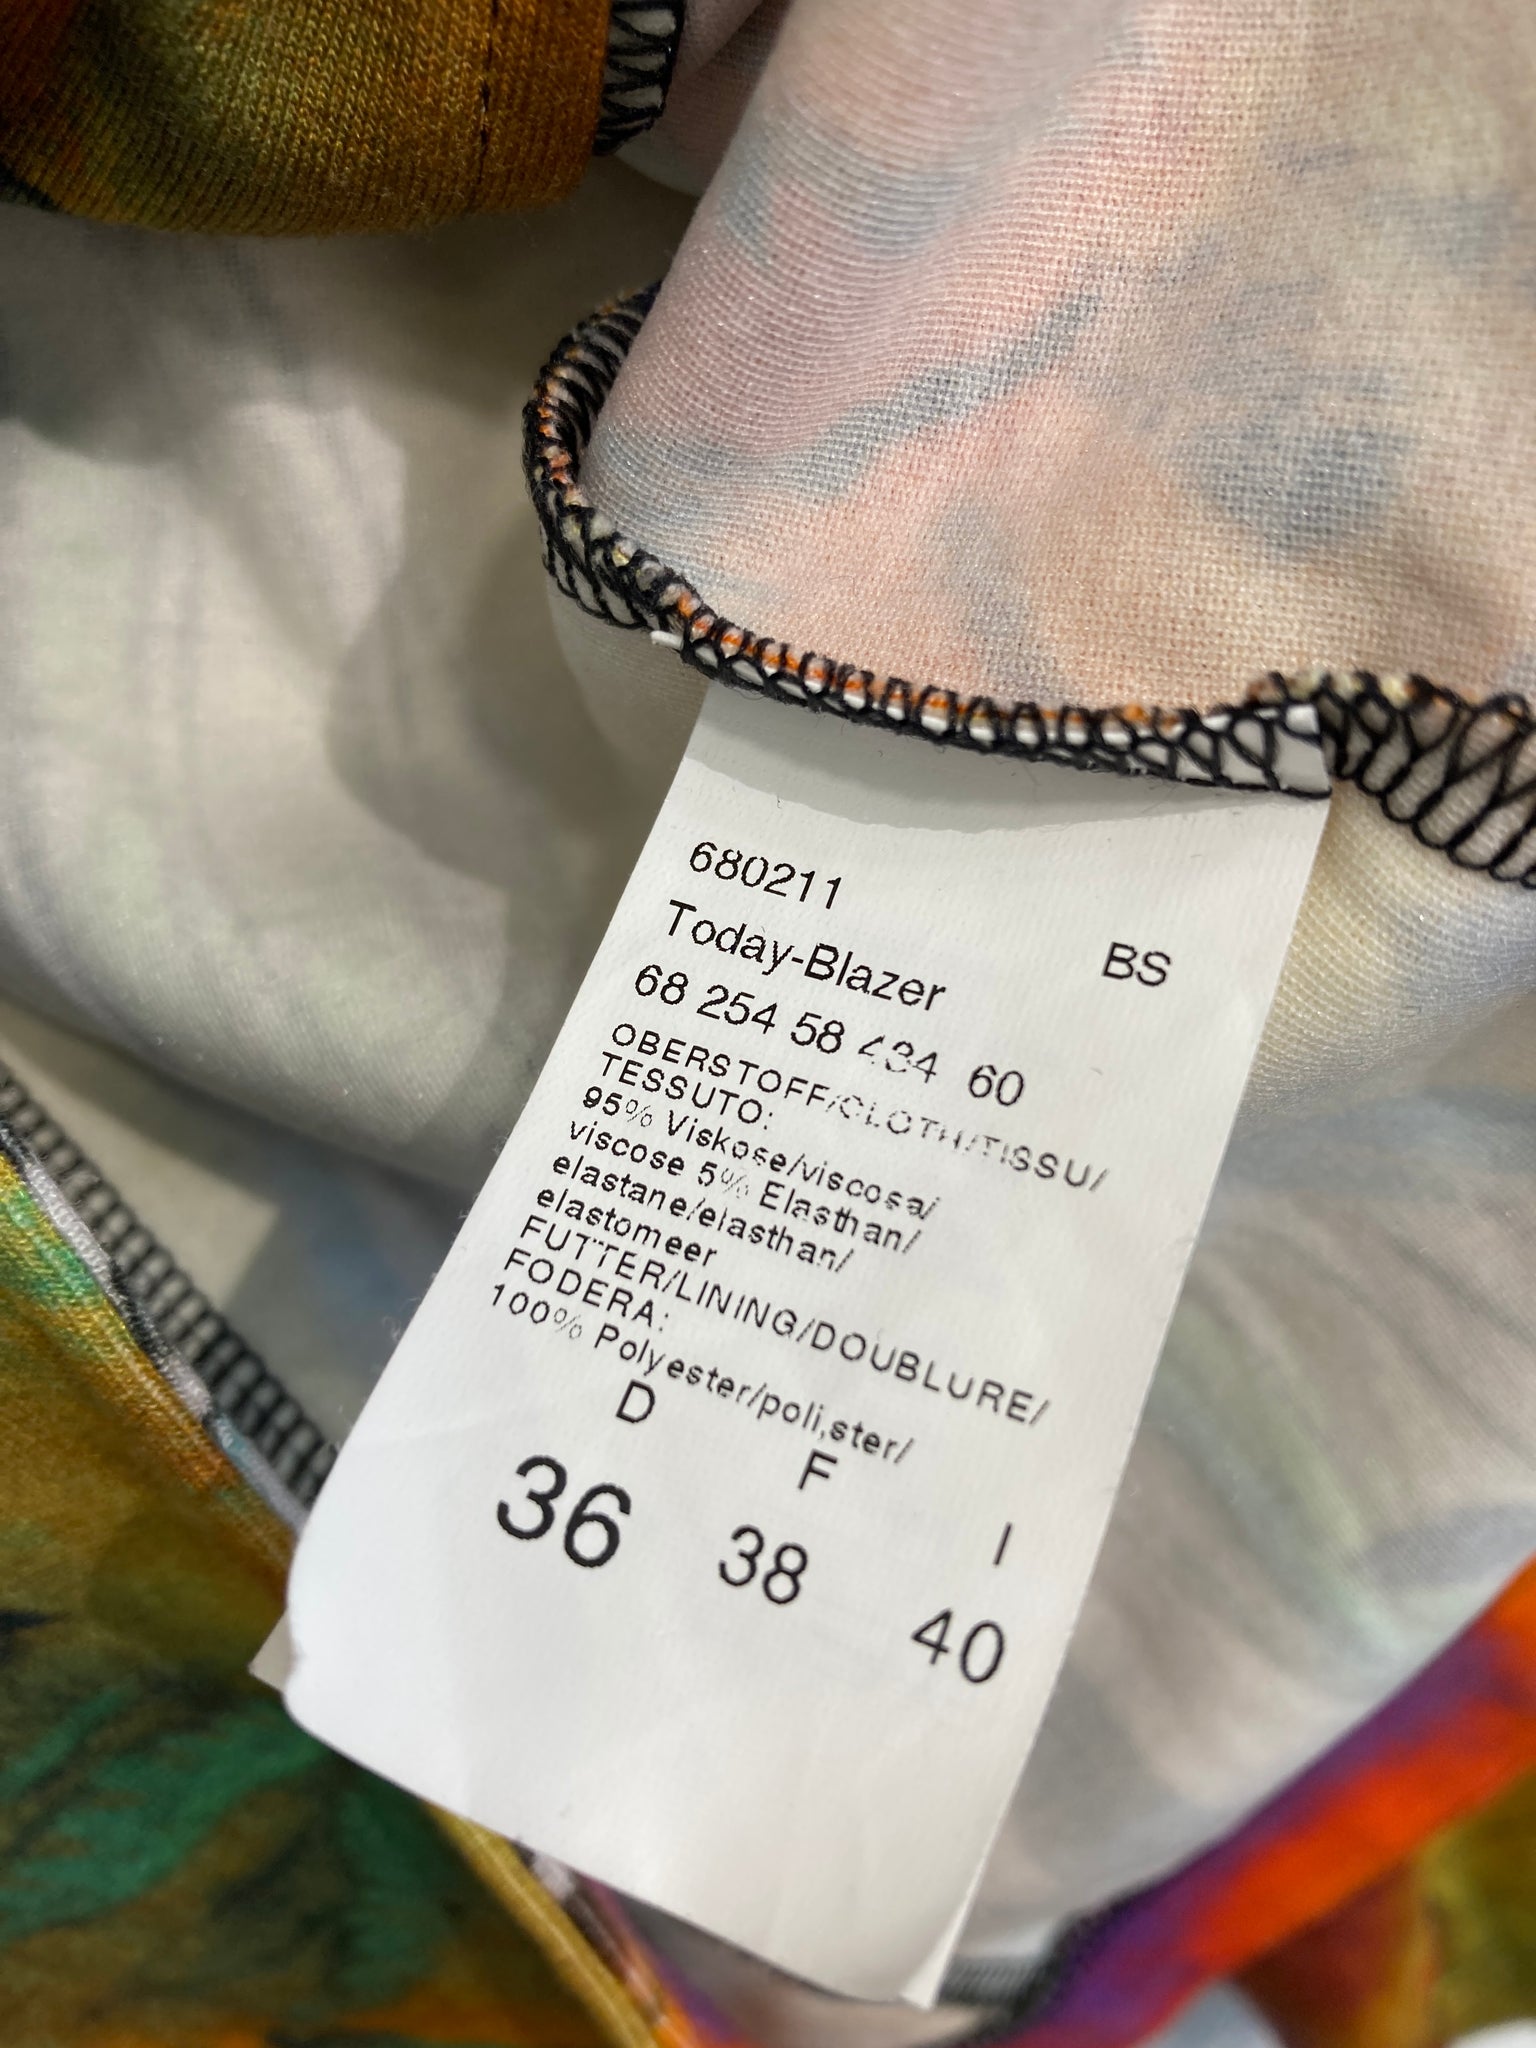 680211
Today-Blazer BS
68 254 58 434 60
OBERSTOFF/CLOTH/TISSU/
TESSUTO:
95% Viskose/viscosa/
viscose 5% Elasthan/
elastane/elasthan/
elastomeer
FUTTER/LINING/DOUBLURE/
FODERA:
100% Polyester/poli‚ster/
D F I
36 38 40